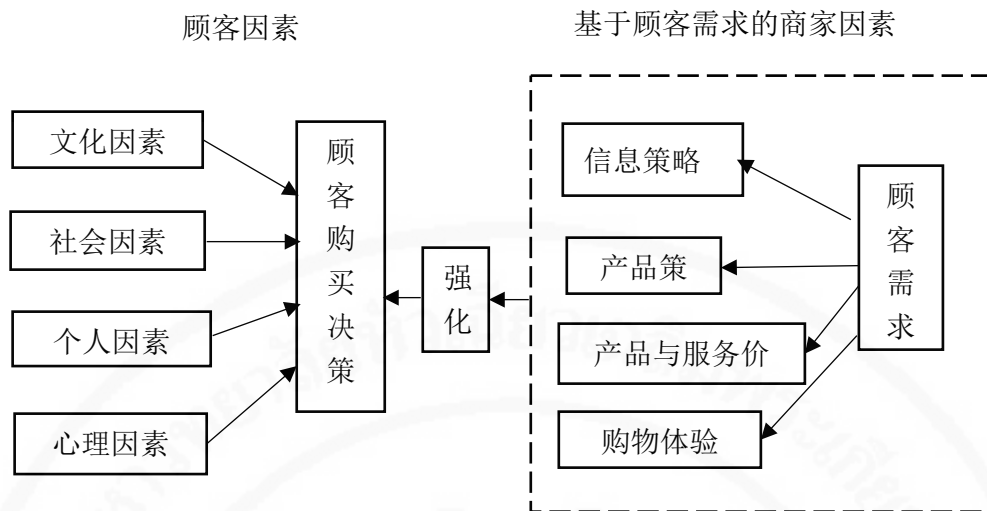 顾客因素
基于顾客需求的商家因素
文化因素
社会因素
个人因素
心理因素
顾客购买决策
强化
信息策略
产品策
产品与服务价
购物体验
顾客需求